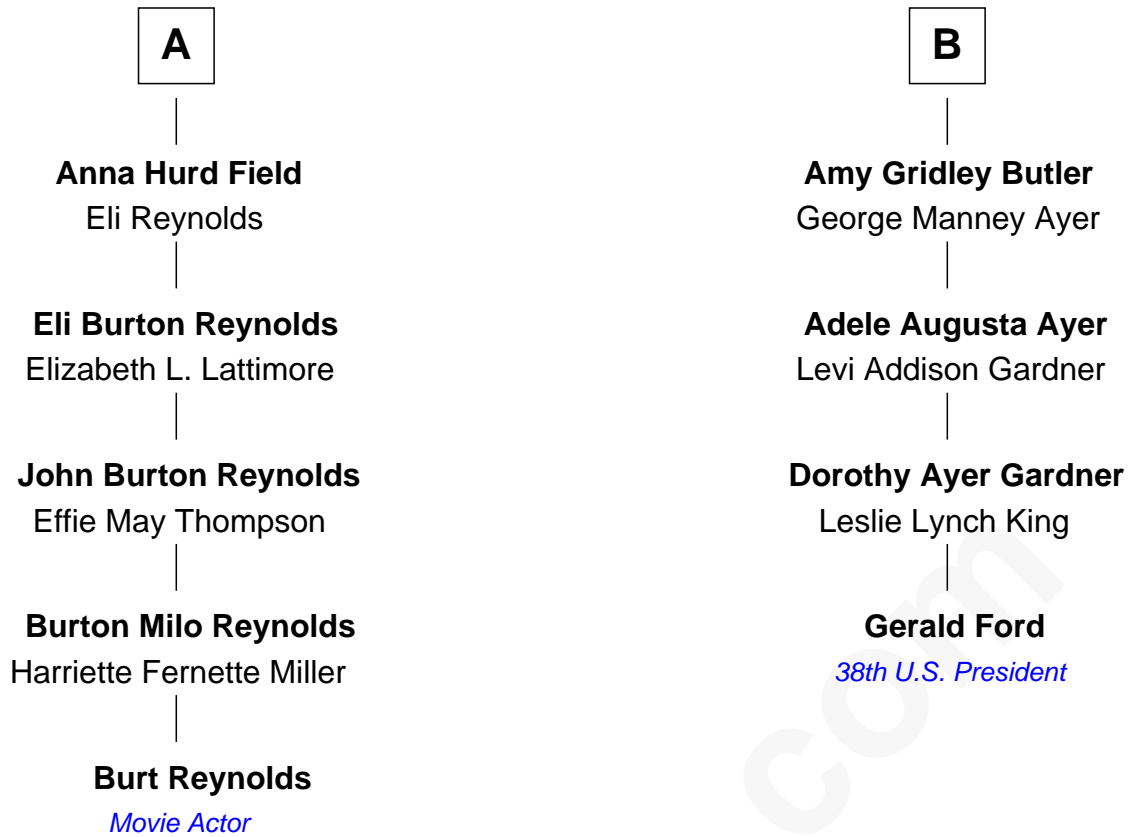 A
Anna Hurd Field
Eli Reynolds
Eli Burton Reynolds
Elizabeth L. Lattimore
John Burton Reynolds
Effie May Thompson
Burton Milo Reynolds
Harriette Fernette Miller
Burt Reynolds
Movie Actor
B
Amy Gridley Butler
George Manney Ayer
Adele Augusta Ayer
Levi Addison Gardner
Dorothy Ayer Gardner
Leslie Lynch King
Gerald Ford
38th U.S. President
com